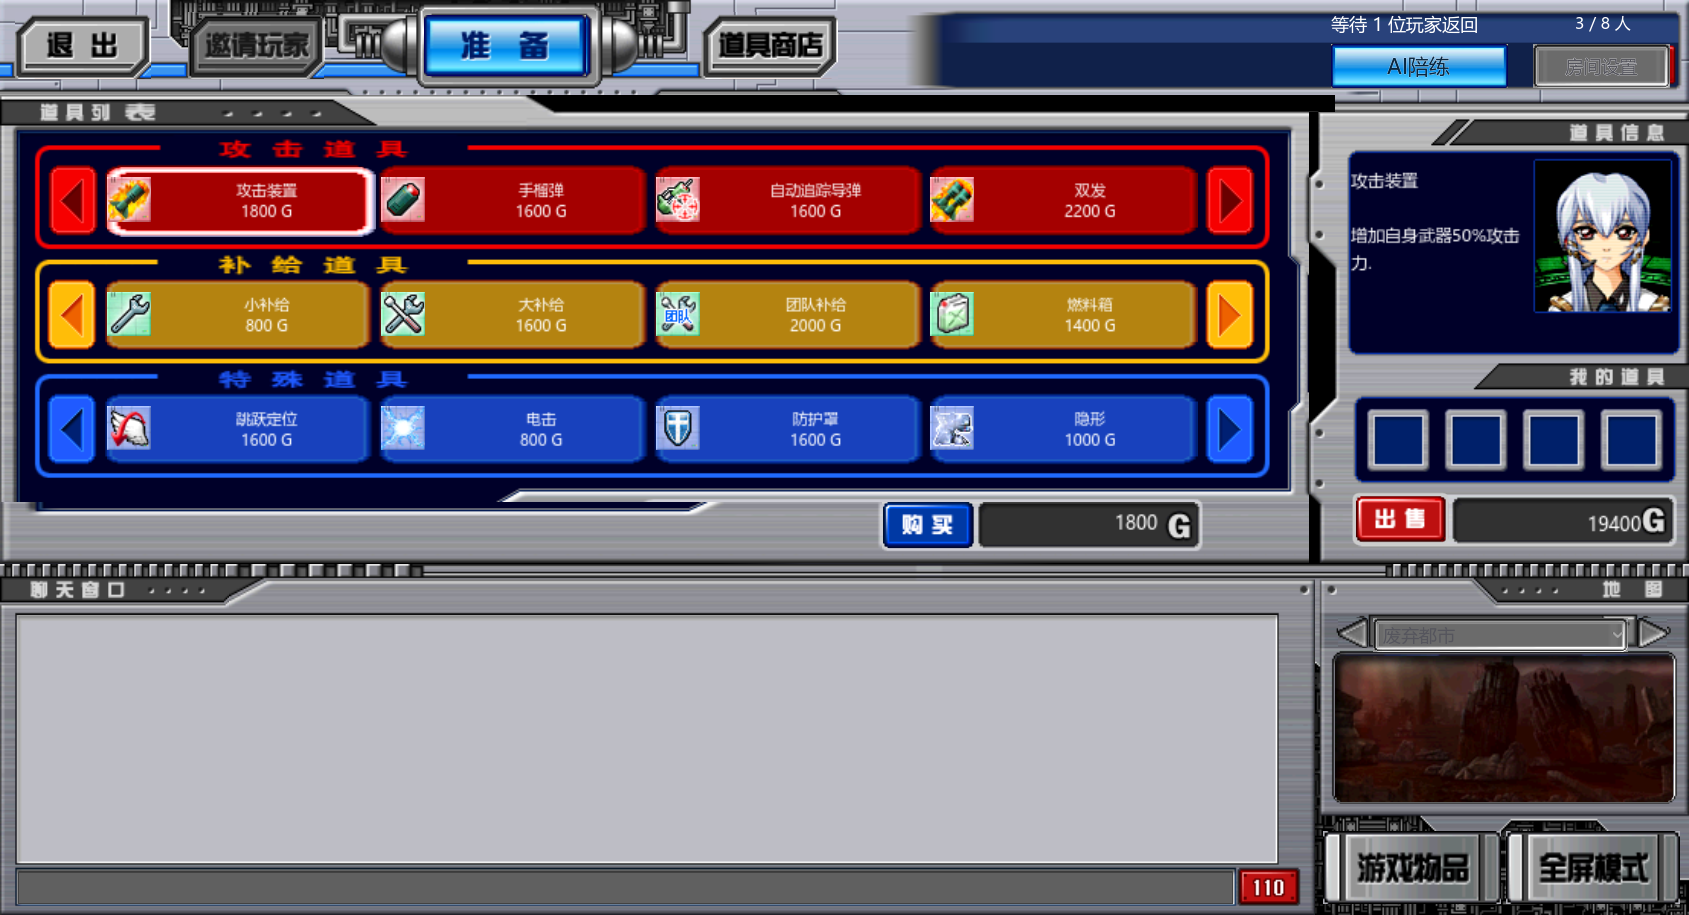 退 出
邀请玩家
准 备
道具商店
等待 1 位玩家返回
3 / 8 人
AI陪练
房间设置
道具列表
攻击道具
攻击装置
1800 G
手榴弹
1600 G
自动追踪导弹
1600 G
双发
2200 G
补给道具
小补给
800 G
大补给
1600 G
团队
团队补给
2000 G
燃料箱
1400 G
特殊道具
跳跃定位
1600 G
电击
800 G
防护罩
1600 G
隐形
1000 G
购买
1800 G
道具信息
攻击装置
增加自身武器50%攻击
力.
我的道具
出售
19400G
聊天窗口
110
地 图
废弃都市
游戏物品
全屏模式